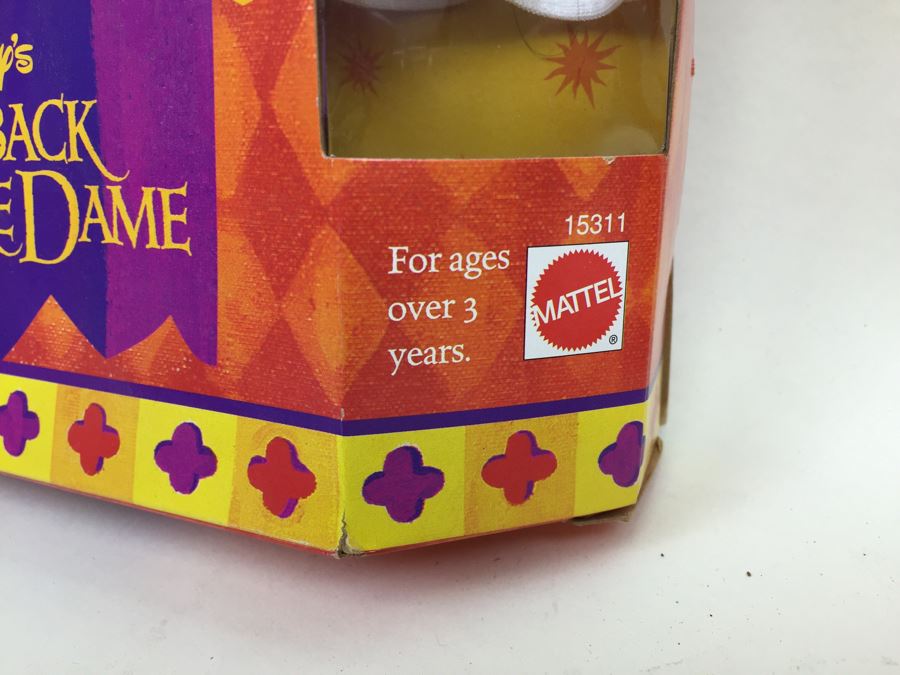 y's
BACK
E DAME
15311
For ages
over 3
years.
MATTEL
®